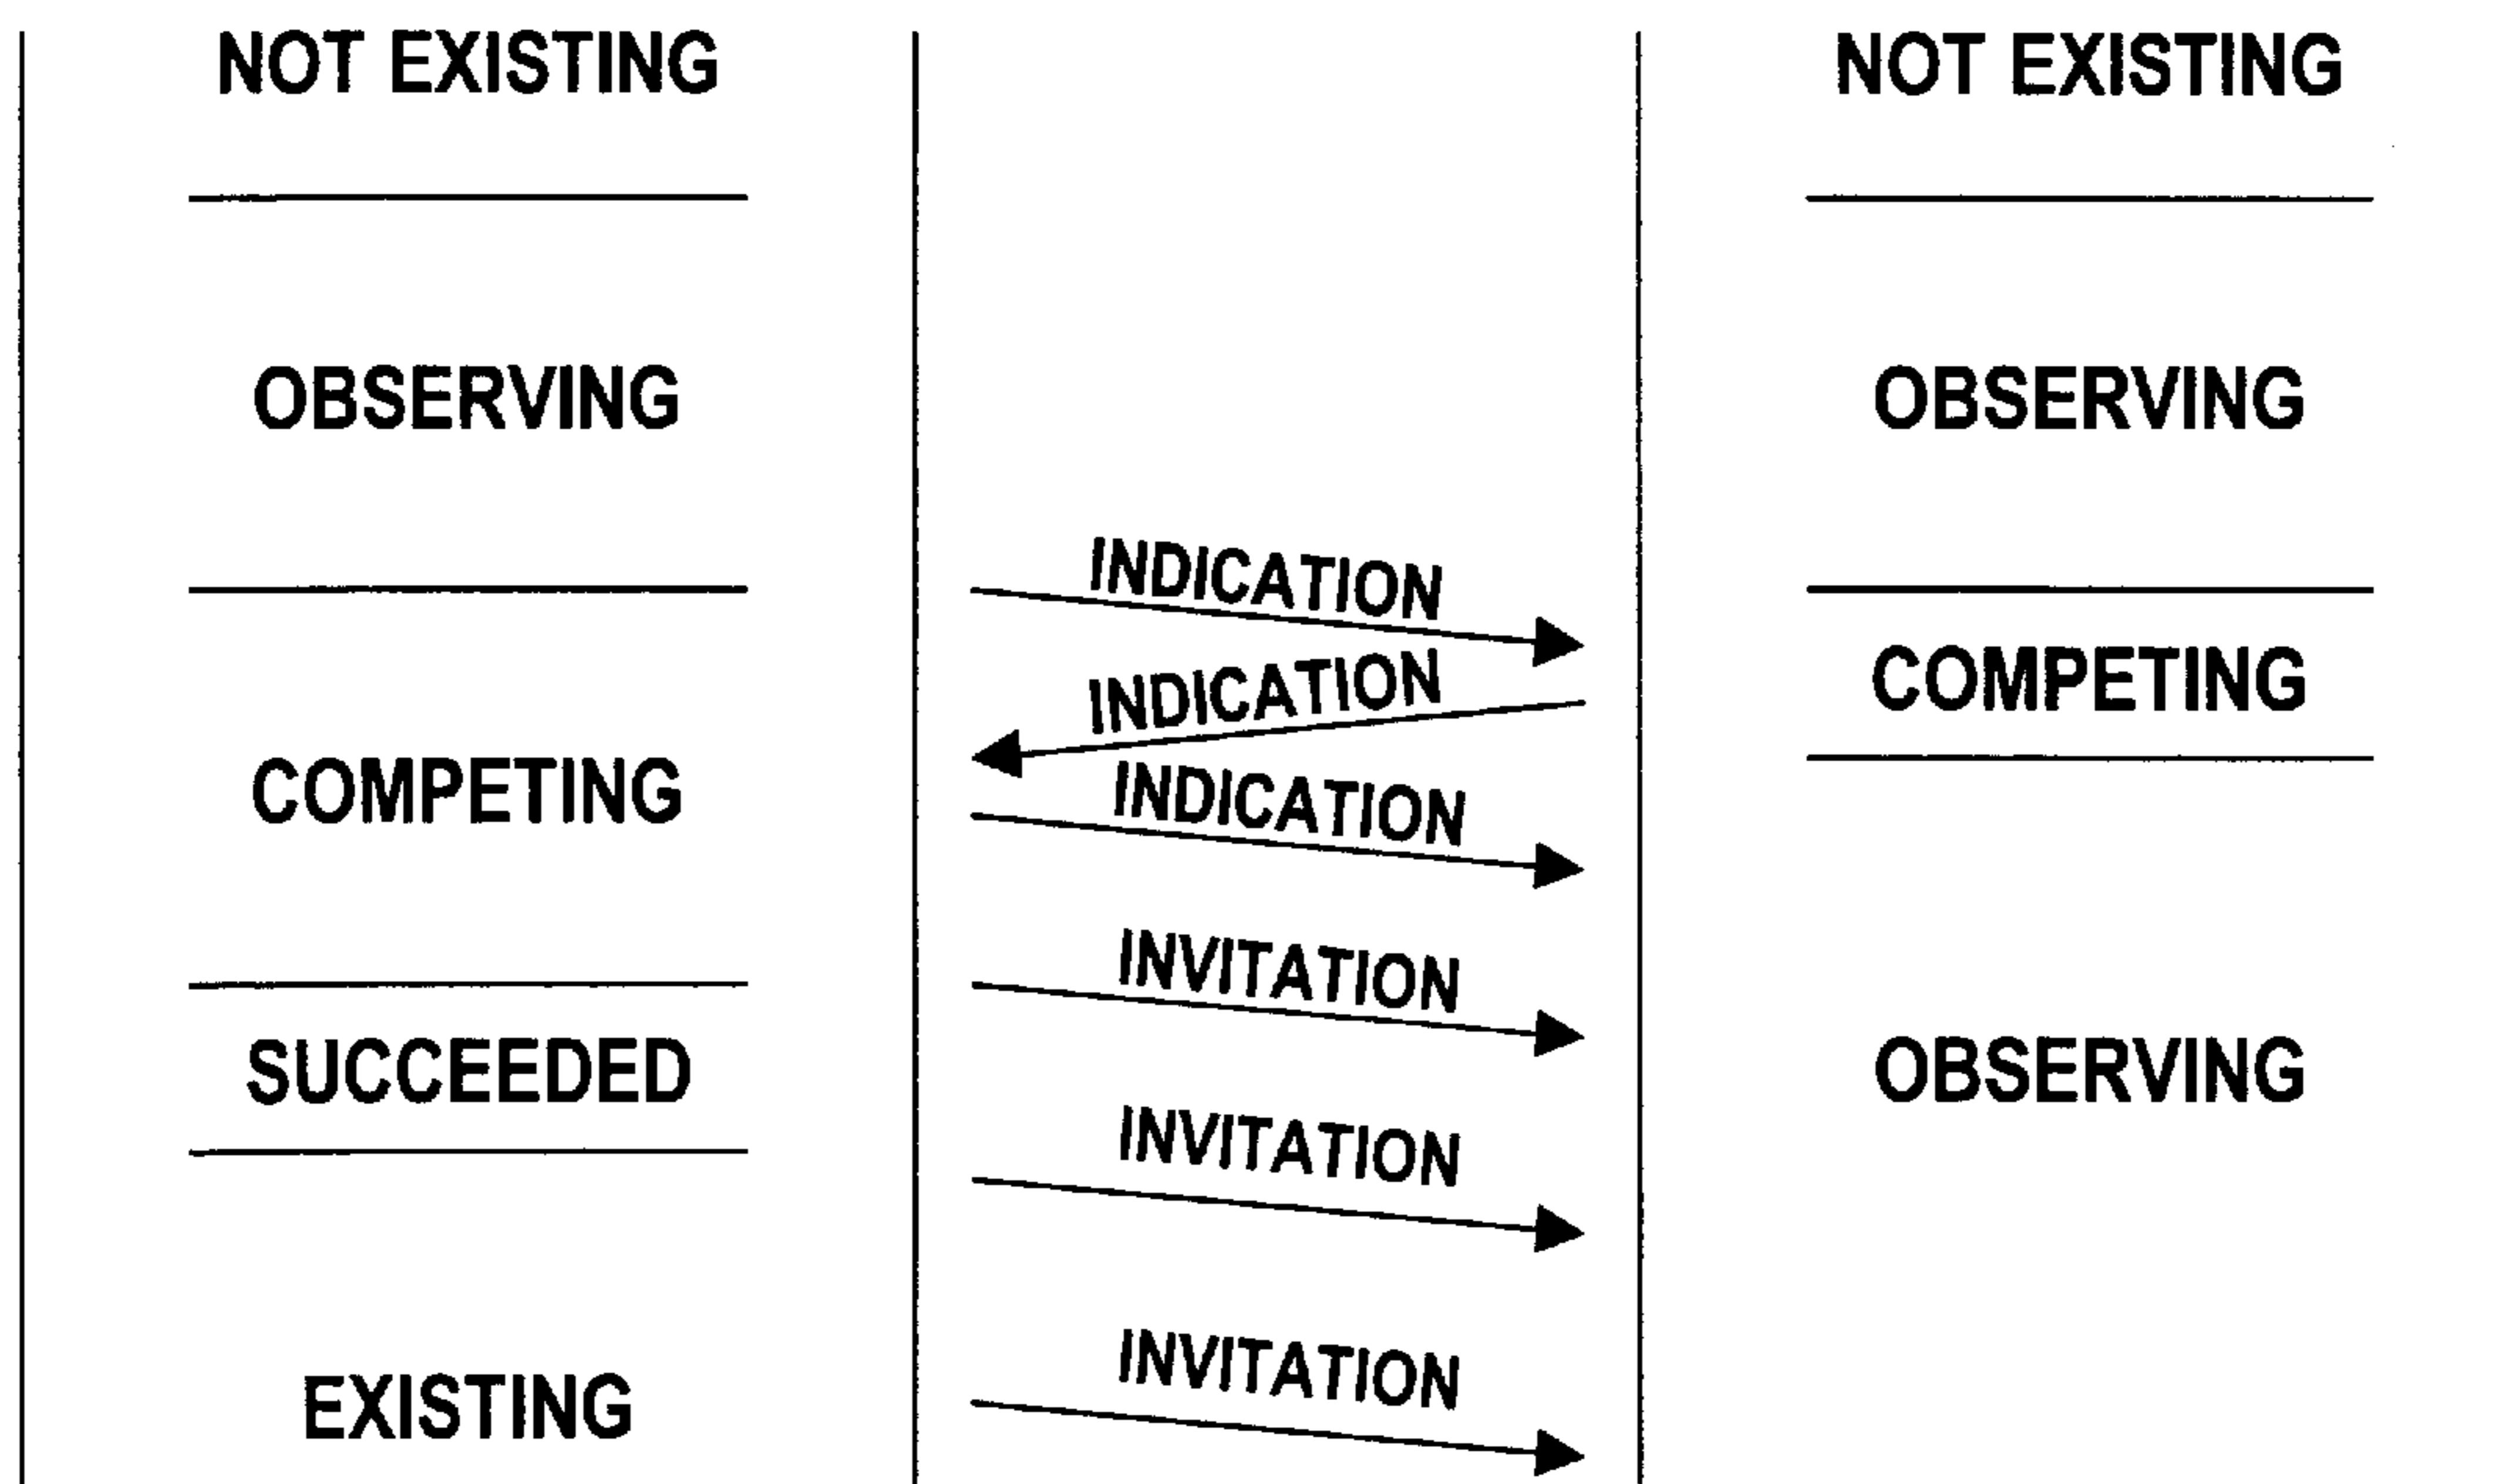 NOT EXISTING
NOT EXISTING
OBSERVING
OBSERVING
INDICATION
INDICATION
COMPETING
COMPETING
INDICATION
INVITATION
SUCCEEDED
OBSERVING
INVITATION
INVITATION
EXISTING